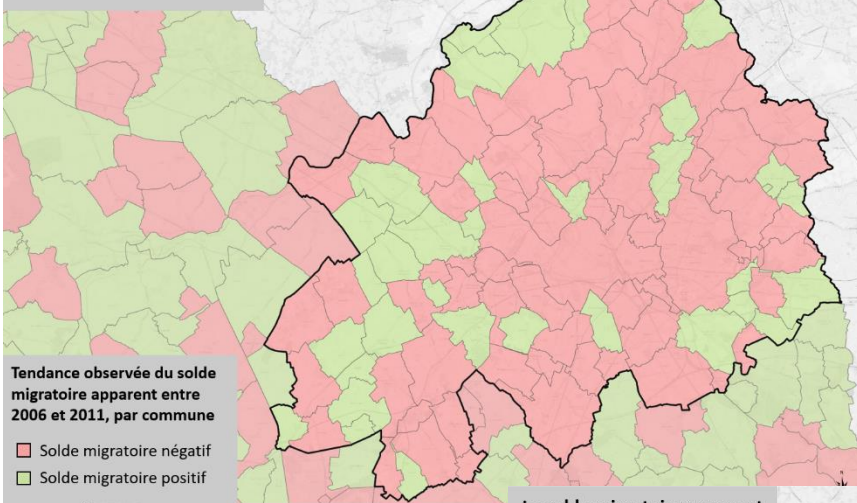 Tendance observée du solde
migratoire apparent entre
2006 et 2011, par commune
Solde migratoire négatif
Solde migratoire positif